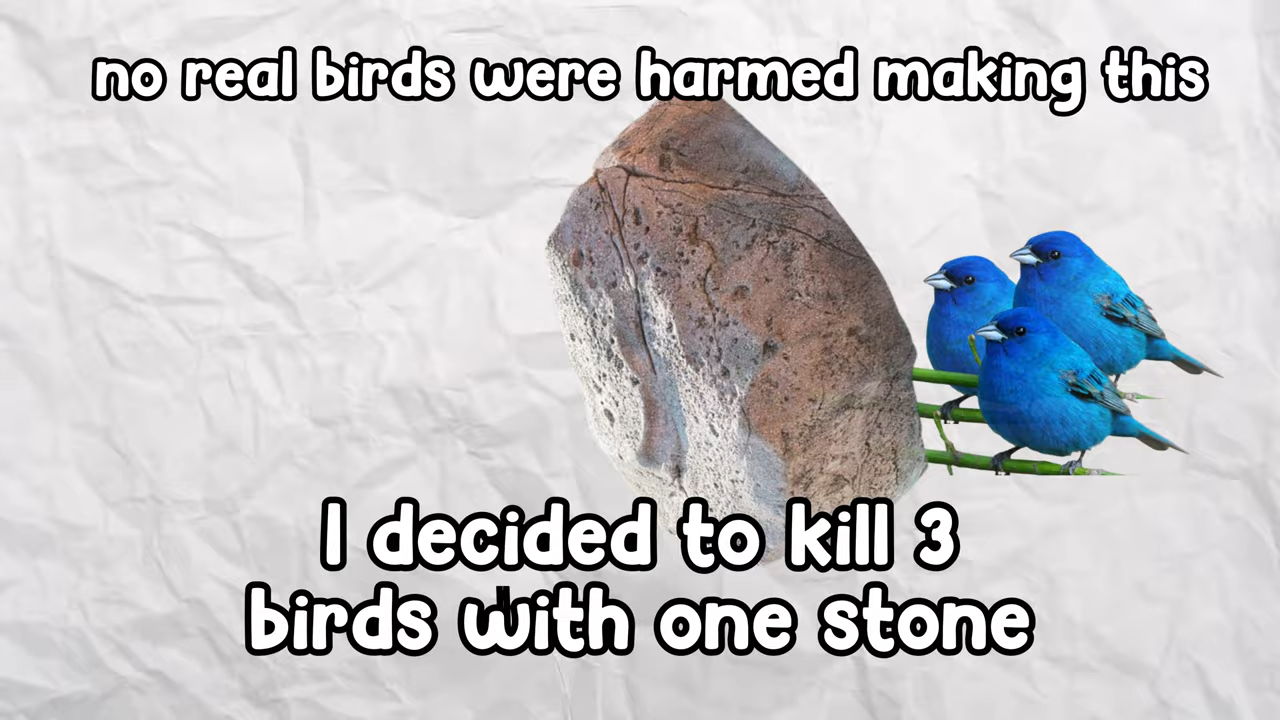 no real birds were harmed making this
I decided to kill 3
birds with one stone